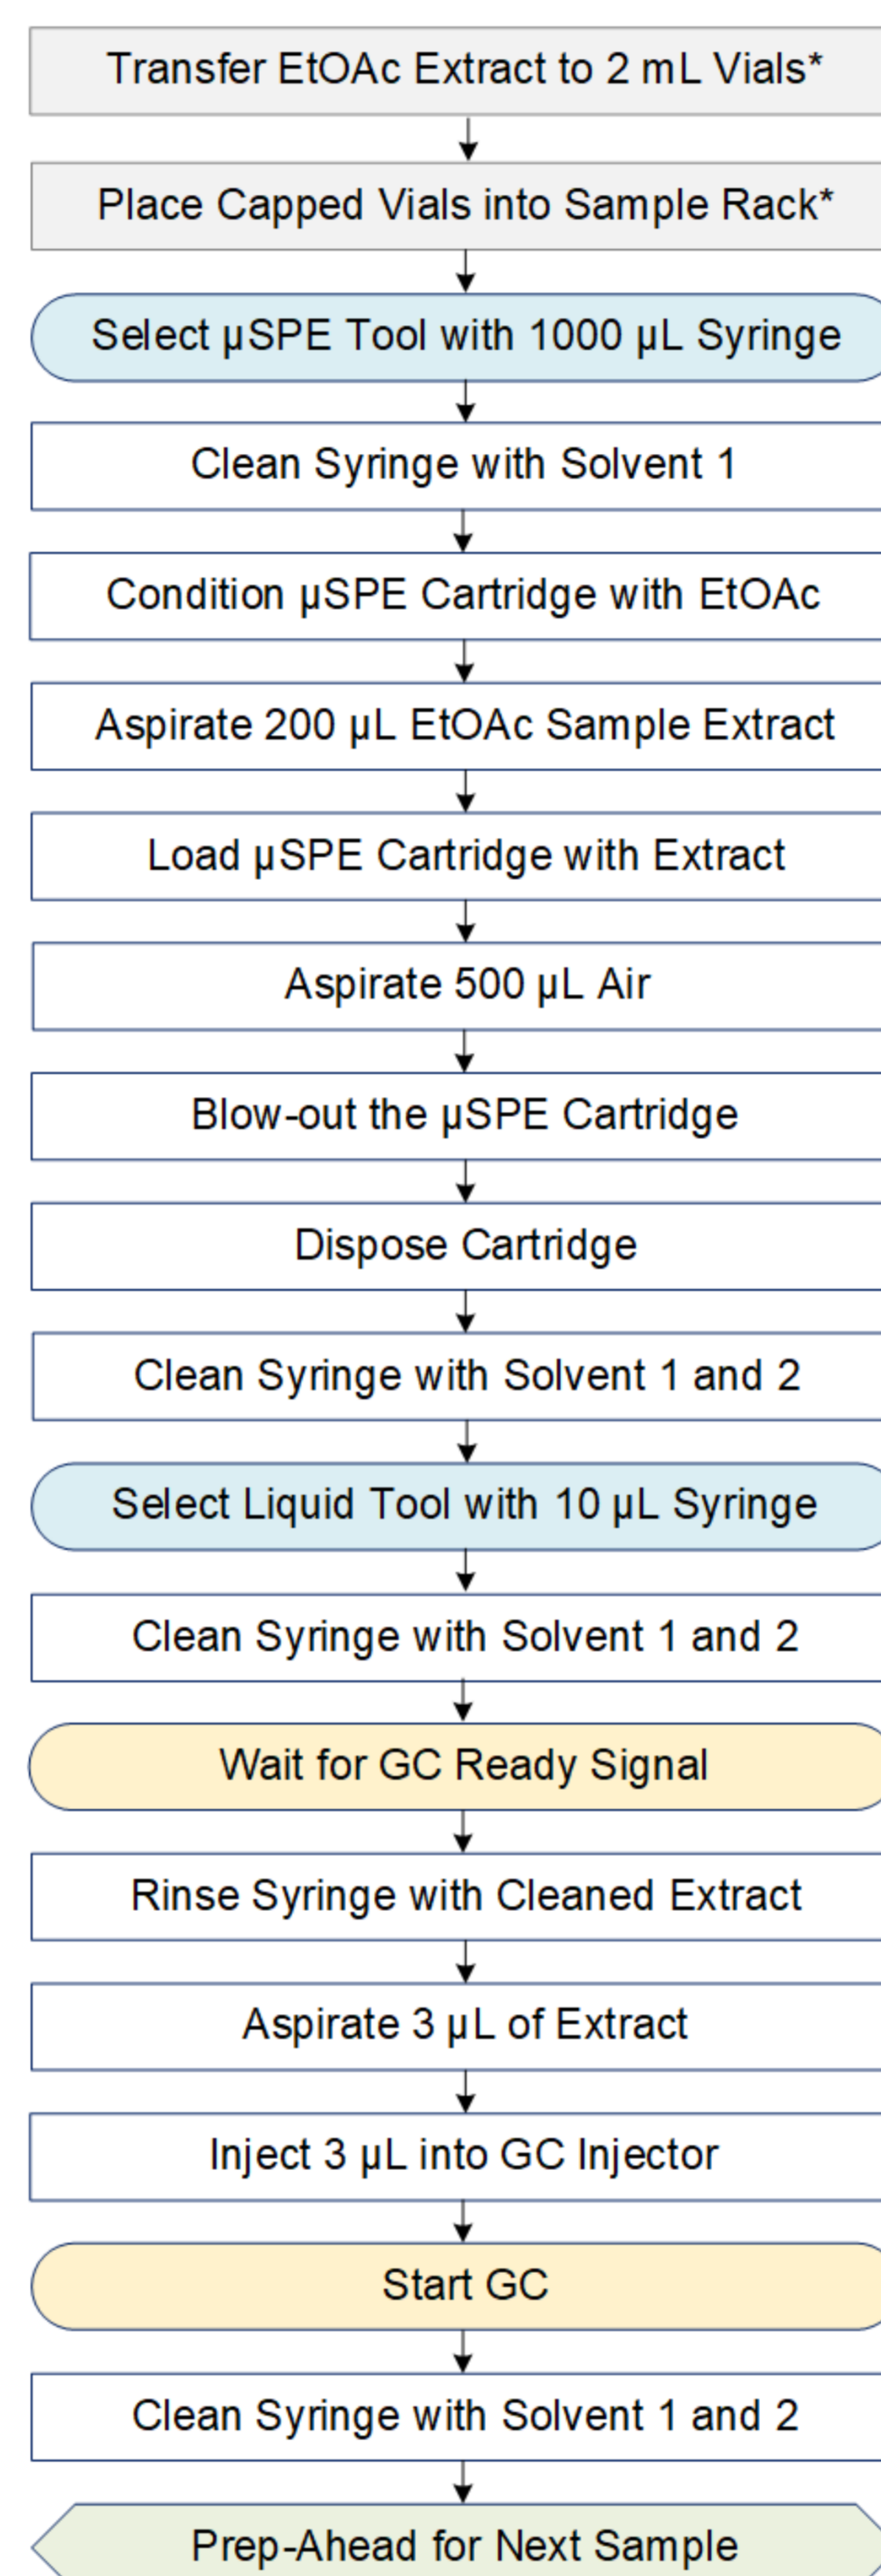 Transfer EtOAc Extract to 2 mL Vials*
Place Capped Vials into Sample Rack*
Select µSPE Tool with 1000 µL Syringe
Clean Syringe with Solvent 1
Condition µSPE Cartridge with EtOAc
Aspirate 200 µL EtOAc Sample Extract
Load µSPE Cartridge with Extract
Aspirate 500 µL Air
Blow-out the µSPE Cartridge
Dispose Cartridge
Clean Syringe with Solvent 1 and 2
Select Liquid Tool with 10 µL Syringe
Clean Syringe with Solvent 1 and 2
Wait for GC Ready Signal
Rinse Syringe with Cleaned Extract
Aspirate 3 µL of Extract
Inject 3 µL into GC Injector
Start GC
Clean Syringe with Solvent 1 and 2
Prep-Ahead for Next Sample